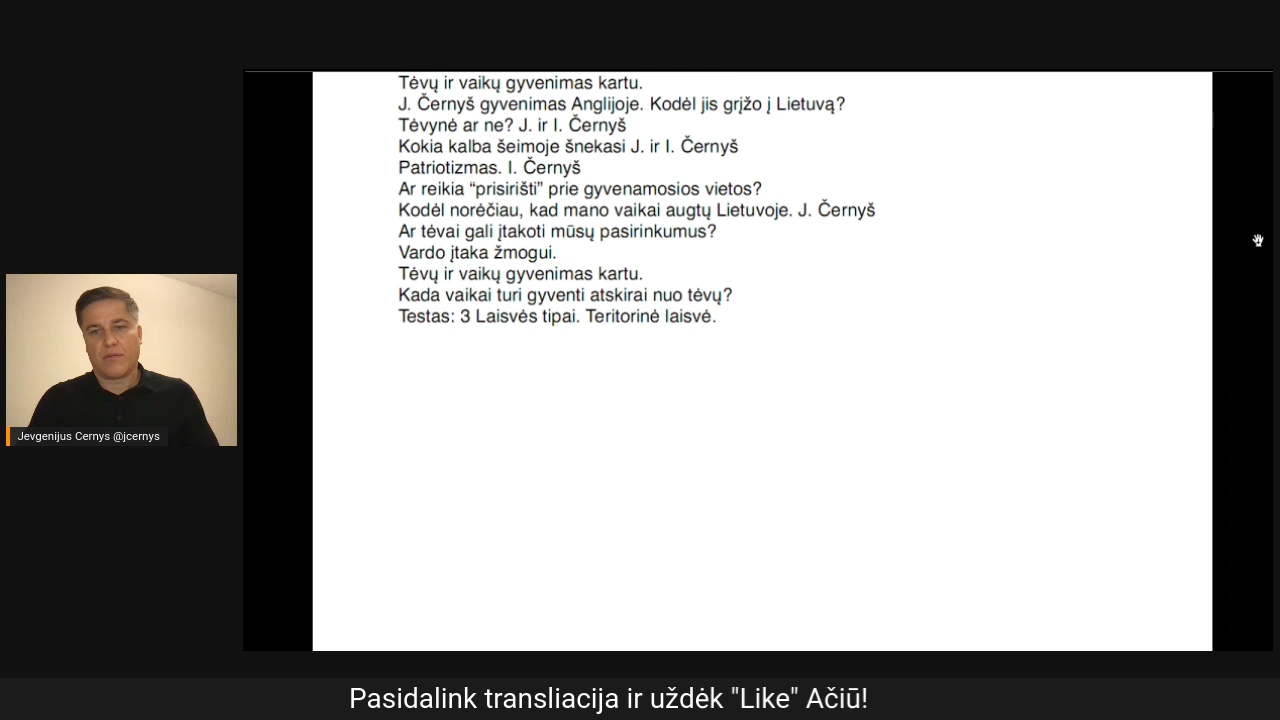 Tėvų ir vaikų gyvenimas kartu.
J. Černyš gyvenimas Anglijoje. Kodėl jis grįžo į Lietuvą?
Tėvynė ar ne? J. ir I. Černyš
Kokia kalba šeimoje šnekasi J. ir I. Černyš
Patriotizmas. I. Černyš
Ar reikia “prisirišti” prie gyvenamosios vietos?
Kodėl norėčiau, kad mano vaikai augtų Lietuvoje. J. Černyš
Ar tėvai gali įtakoti mūsų pasirinkumus?
Vardo įtaka žmogui.
Tėvų ir vaikų gyvenimas kartu.
Kada vaikai turi gyventi atskirai nuo tėvų?
Testas: 3 Laisvės tipai. Teritorinė laisvė.
Jevgenijus Cernys @jcernys
Pasidalink transliacija ir uždėk "Like" Ačiū!